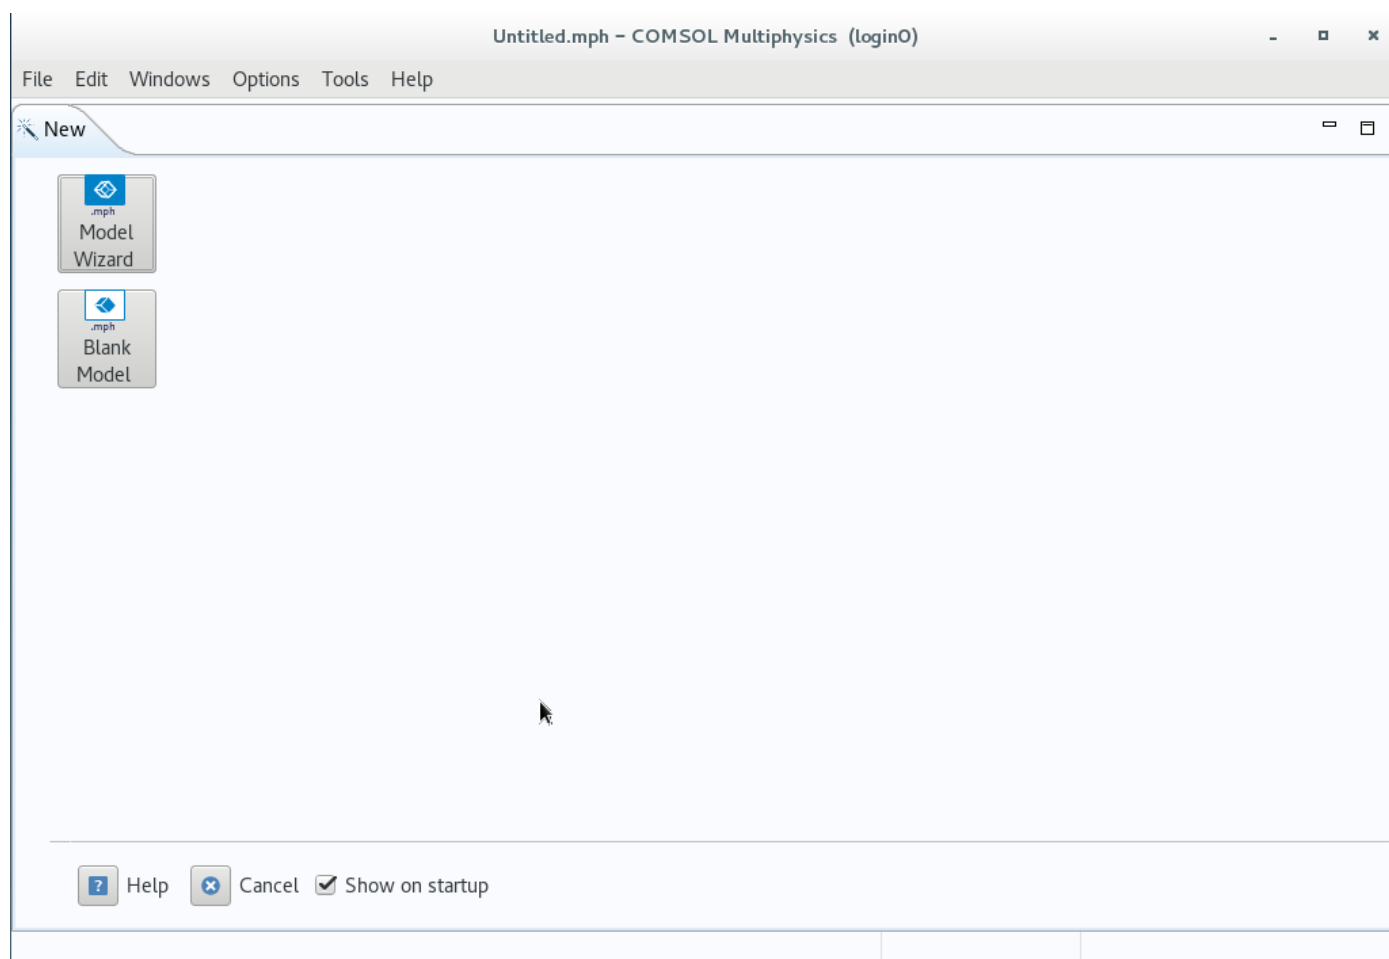 Untitled.mph – COMSOL Multiphysics (login0)
File Edit Windows Options Tools Help
New
.mph
Model
Wizard
.mph
Blank
Model
? Help Cancel Show on startup